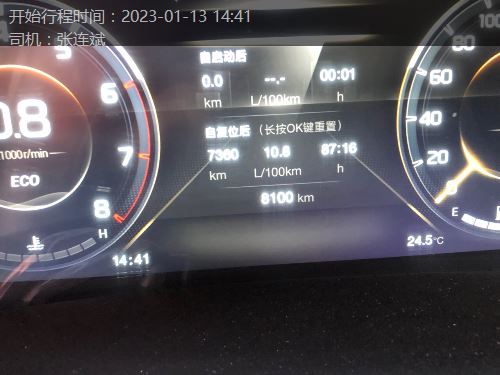 开始行程时间：2023-01-13 14:41
司机：张连斌
自启动后
0.0 --.- 00:01
km L/100km h
自复位后（长按OK键重置）
7360 10.8 87:16
km L/100km h
8100 km
5
6
7
8
H
0.8
1000r/min
ECO
14:41
100
80
60
40
20
0
E
24.5°C